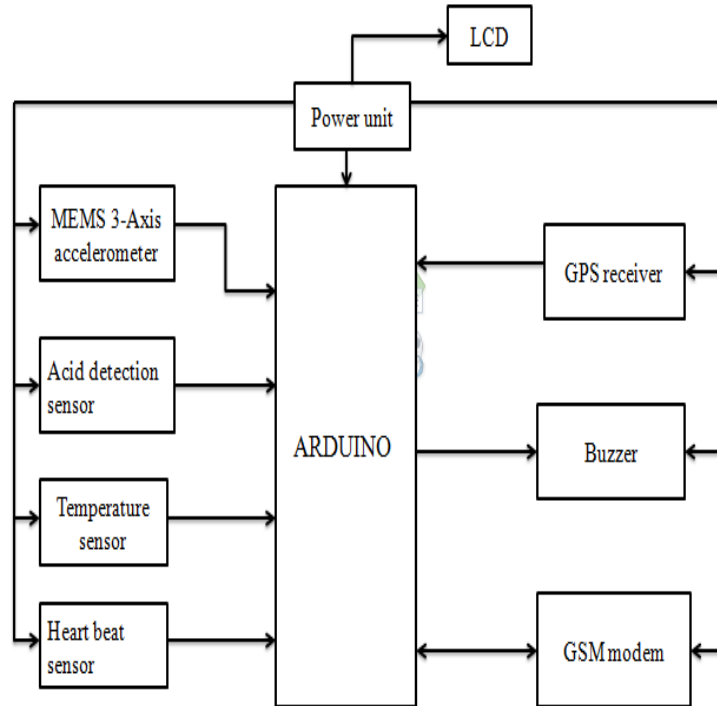 LCD
Power unit
MEMS 3-Axis
accelerometer
GPS receiver
Acid detection
sensor
ARDUINO
Buzzer
Temperature
sensor
Heart beat
sensor
GSM modem